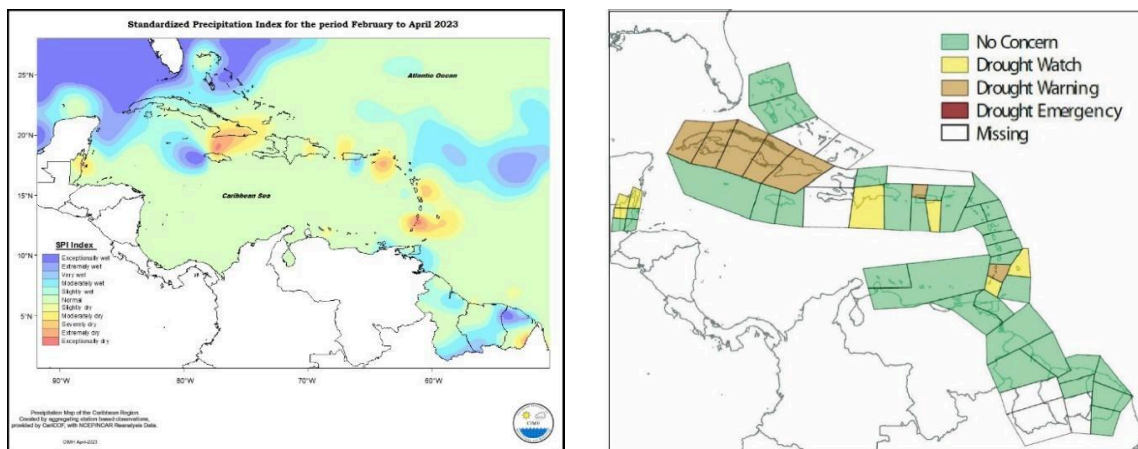 Standardized Precipitation Index for the period February to April 2023
25°N
20°N
15°N
10°N
5°N
Atlantic Ocean
Caribbean Sea
SPI Index
Exceptionally wet
Extremely wet
Very wet
Moderately wet
Slightly wet
Normal
Slightly dry
Moderately dry
Severely dry
Extremely dry
Exceptionally dry
90°W
80°W
70°W
60°W
Precipitation Map of the Caribbean Region.
Created by aggregating station based observations,
provided by CariCOF, with NCEP/NCAR Reanalysis Data.
CIMH April-2023
CIMH
No Concern
Drought Watch
Drought Warning
Drought Emergency
Missing